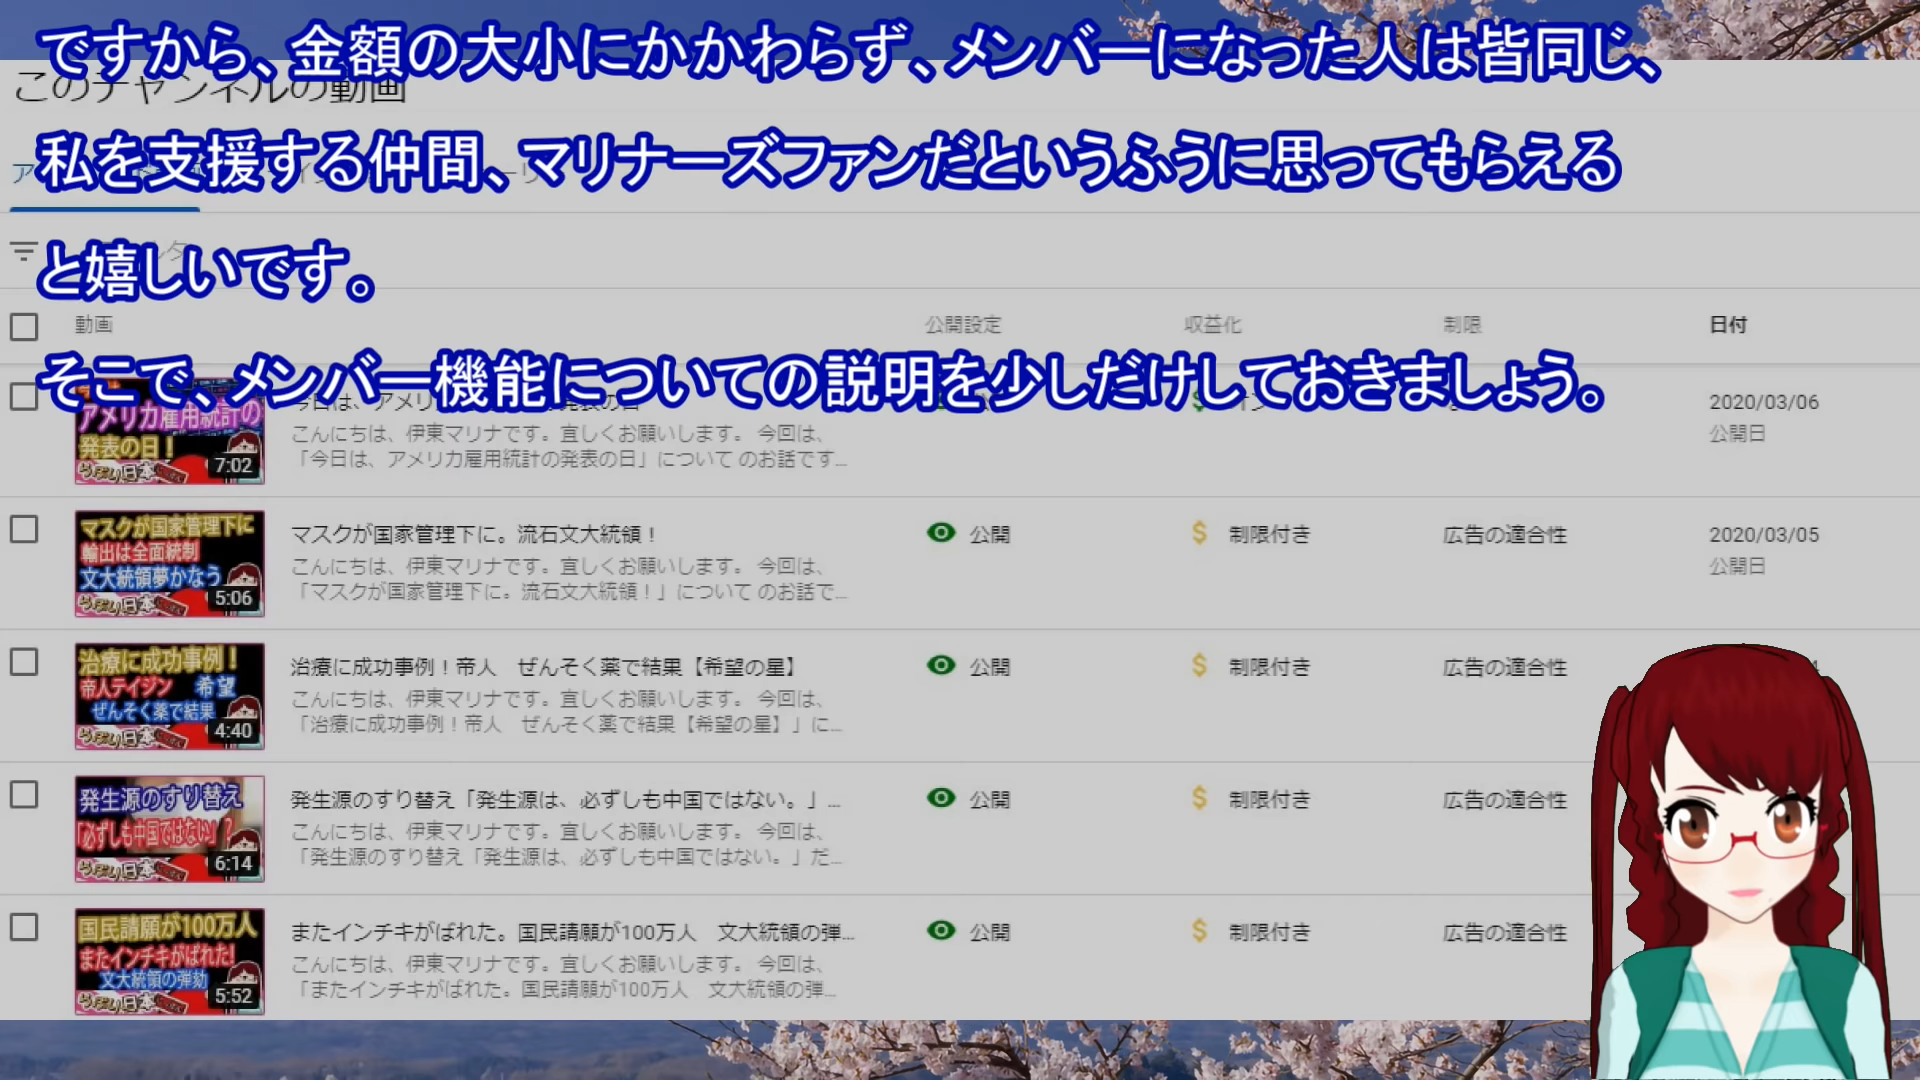 ですから、金額の大小にかかわらず、メンバーになった人は皆同じ、
このチャンネルの動画
私を支援する仲間、マリナーズファンだというふうに思ってもらえる
と嬉しいです。
動画 公開設定 収益化 制限 日付
そこで、メンバー機能についての説明を少しだけしておきましょう。
アメリカ雇用統計の
発表の日！
7:02
こんにちは、伊東マリナです。宜しくお願いします。 今回は、
「今日は、アメリカ雇用統計の発表の日」について のお話です...
2020/03/06
公開日
マスクが国家管理下に
輸出は全面統制
文大統領夢かなう
5:06
マスクが国家管理下に。流石文大統領！
こんにちは、伊東マリナです。宜しくお願いします。 今回は、
「マスクが国家管理下に。流石文大統領！」について のお話で...
公開 $ 制限付き 広告の適合性 2020/03/05
公開日
治療に成功事例！
帝人テイジン 希望
ぜんそく薬で結果
4:40
治療に成功事例！帝人　ぜんそく薬で結果【希望の星】
こんにちは、伊東マリナです。宜しくお願いします。 今回は、
「治療に成功事例！帝人　ぜんそく薬で結果【希望の星】」に...
公開 $ 制限付き 広告の適合性
発生源のすり替え
「必ずしも中国ではない」？
6:14
発生源のすり替え「発生源は、必ずしも中国ではない。」...
こんにちは、伊東マリナです。宜しくお願いします。 今回は、
「発生源のすり替え「発生源は、必ずしも中国ではない。」だ...
公開 $ 制限付き 広告の適合性
国民請願が100万人
またインチキがばれた!
文大統領の弾劾
5:52
またインチキがばれた。国民請願が100万人　文大統領の弾...
こんにちは、伊東マリナです。宜しくお願いします。 今回は、
「またインチキがばれた。国民請願が100万人　文大統領の弾...
公開 $ 制限付き 広告の適合性